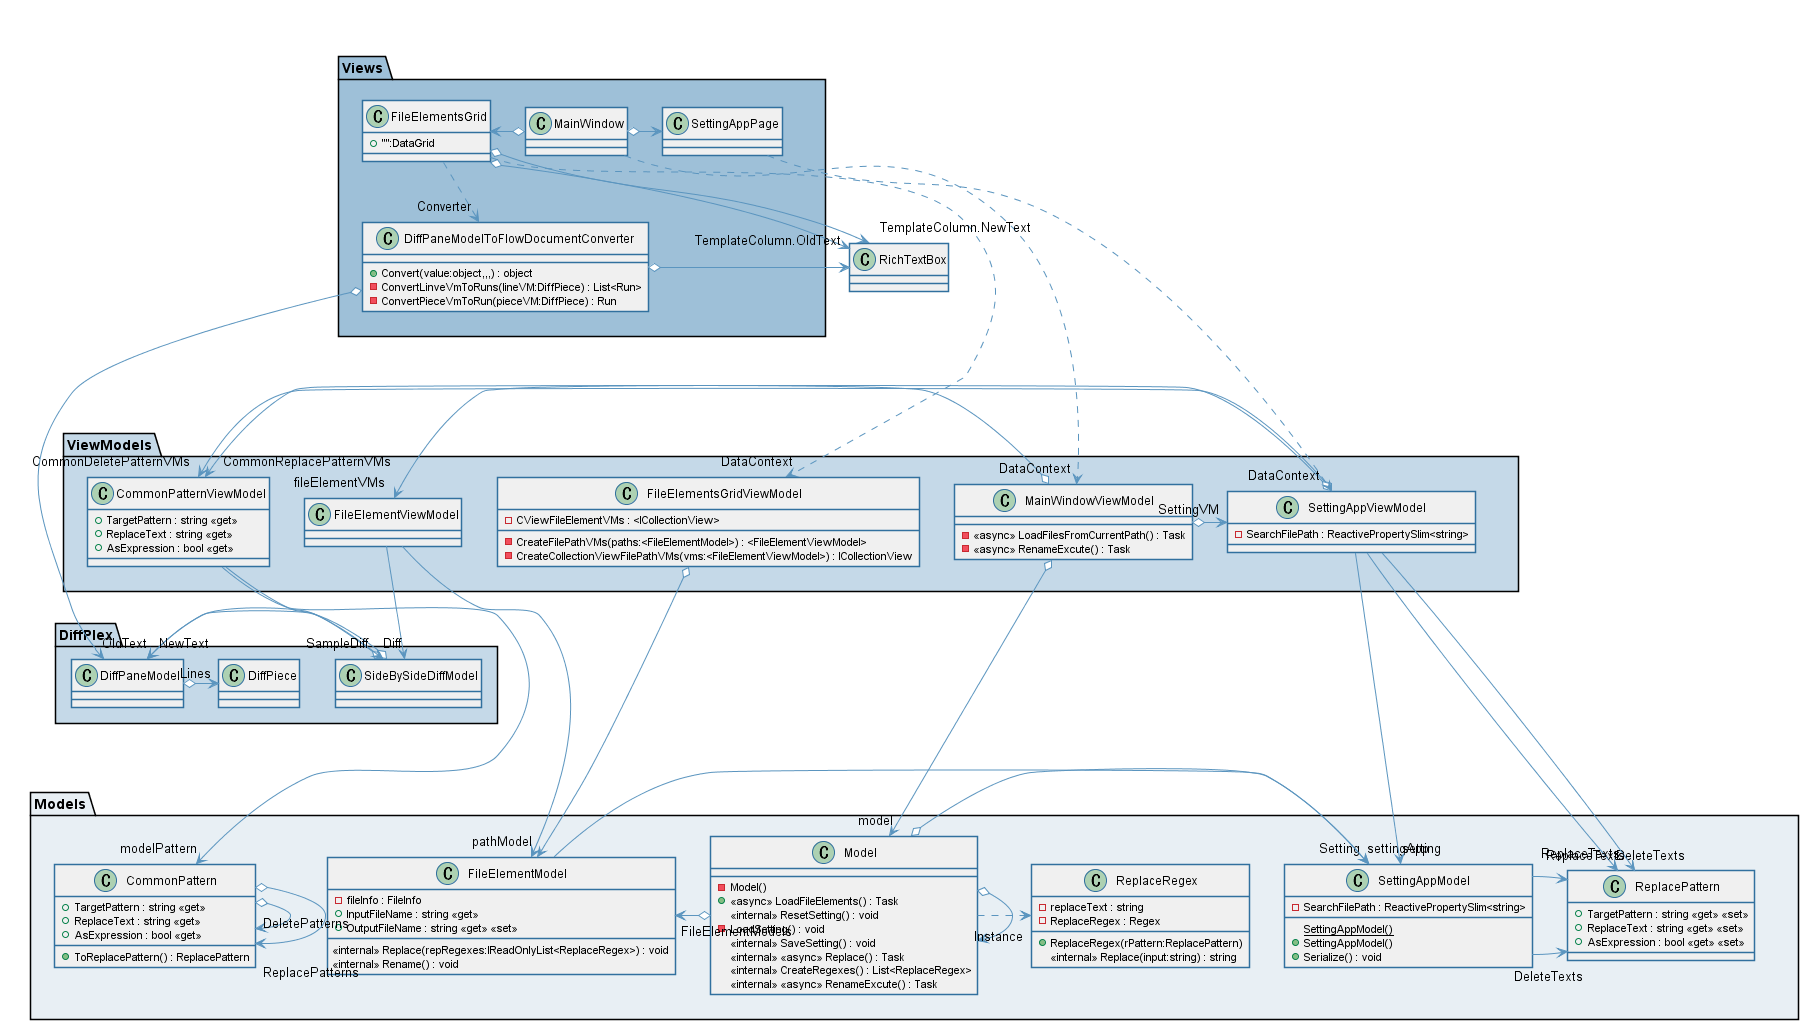 Views
C FileElementsGrid
"":DataGrid
C MainWindow
C SettingAppPage
Converter
C DiffPaneModelToFlowDocumentConverter
Convert(value:object,,,) : object
ConvertLinveVmToRuns(lineVM:DiffPiece) : List<Run>
ConvertPieceVmToRun(pieceVM:DiffPiece) : Run
TemplateColumn.OldText
TemplateColumn.NewText
C RichTextBox
ViewModels
CommonDeletePatternVMs
CommonReplacePatternVMs
fileElementVMs
DataContext
DataContext
DataContext
C CommonPatternViewModel
TargetPattern : string «get»
ReplaceText : string «get»
AsExpression : bool «get»
C FileElementViewModel
C FileElementsGridViewModel
CViewFileElementVMs : <ICollectionView>
CreateFilePathVMs(paths:<FileElementModel>) : <FileElementViewModel>
CreateCollectionViewFilePathVMs(vms:<FileElementViewModel>) : ICollectionView
C MainWindowViewModel
«async» LoadFilesFromCurrentPath() : Task
«async» RenameExcute() : Task
SettingVM
C SettingAppViewModel
SearchFilePath : ReactivePropertySlim<string>
DiffPlex
OldText
NewText
SampleDiff
Diff
C DiffPaneModel
Lines
C DiffPiece
C SideBySideDiffModel
Models
modelPattern
pathModel
model
Setting
settingApp
setting
ReplaceTexts
ReplaceTexts
DeleteTexts
C CommonPattern
TargetPattern : string «get»
ReplaceText : string «get»
AsExpression : bool «get»
ToReplacePattern() : ReplacePattern
DeletePatterns
ReplacePatterns
C FileElementModel
fileInfo : FileInfo
InputFileName : string «get»
OutputFileName : string «get» «set»
«internal» Replace(repRegexes:IReadOnlyList<ReplaceRegex>) : void
«internal» Rename() : void
FileElementModels
C Model
Model()
«async» LoadFileElements() : Task
«internal» ResetSetting() : void
LoadSetting() : void
«internal» SaveSetting() : void
«internal» «async» Replace() : Task
«internal» CreateRegexes() : List<ReplaceRegex>
«internal» «async» RenameExcute() : Task
Instance
C ReplaceRegex
replaceText : string
ReplaceRegex : Regex
ReplaceRegex(rPattern:ReplacePattern)
«internal» Replace(input:string) : string
C SettingAppModel
SearchFilePath : ReactivePropertySlim<string>
SettingAppModel()
SettingAppModel()
Serialize() : void
DeleteTexts
C ReplacePattern
TargetPattern : string «get» «set»
ReplaceText : string «get» «set»
AsExpression : bool «get» «set»